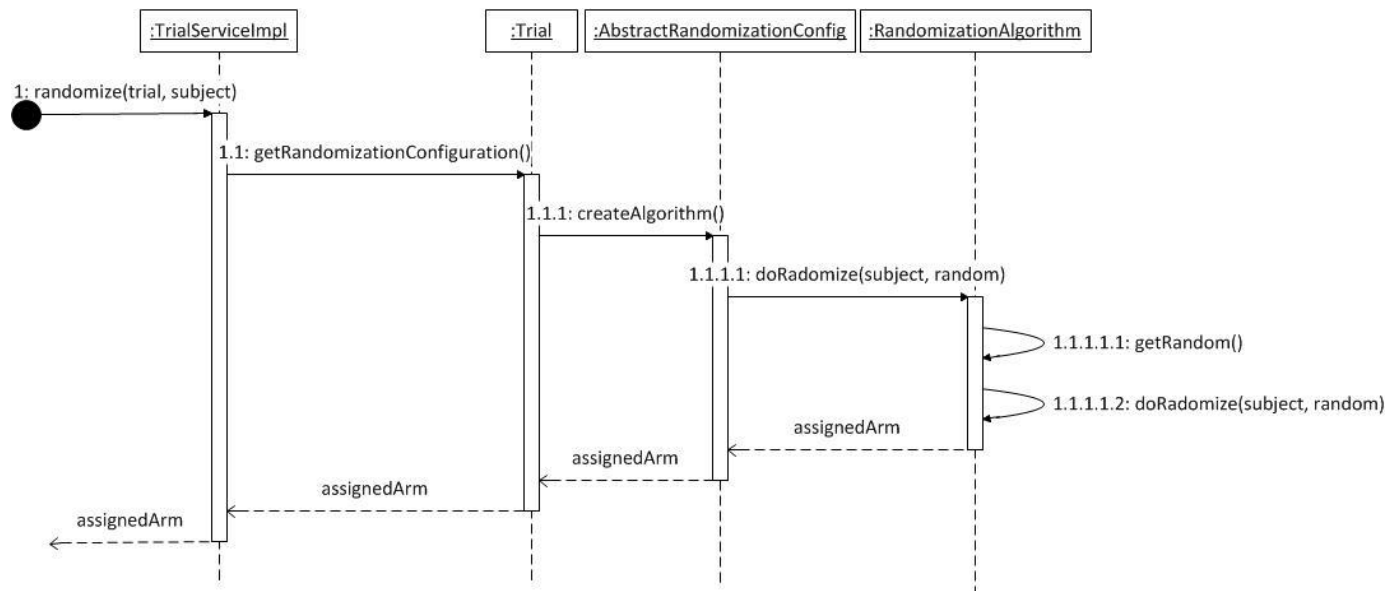 :TrialServiceImpl
:Trial
:AbstractRandomizationConfig
:RandomizationAlgorithm
1: randomize(trial, subject)
1.1: getRandomizationConfiguration()
1.1.1: createAlgorithm()
1.1.1.1: doRadomize(subject, random)
1.1.1.1.1: getRandom()
1.1.1.1.2: doRadomize(subject, random)
assignedArm
assignedArm
assignedArm
assignedArm